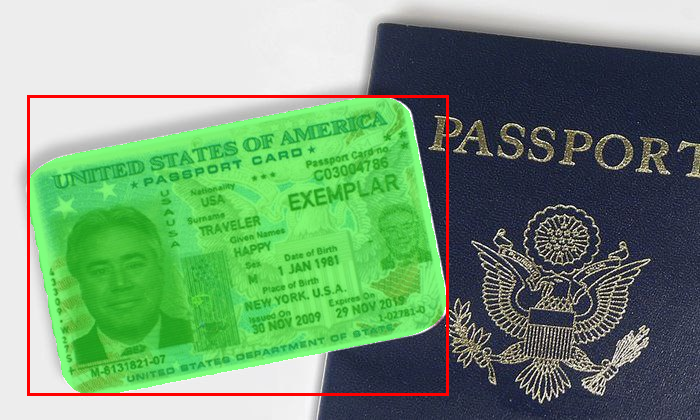 UNITED STATES OF AMERICA
★ PASSPORT CARD ★
Passport Card no.
C03004786
Nationality
USA
EXEMPLAR
Surname
TRAVELER
Given Names
HAPPY
Sex
M
Date of Birth
1 JAN 1981
Place of Birth
NEW YORK, U.S.A.
Issued On
30 NOV 2009
Expires On
29 NOV 2019
1-02781-0
M-6131821-07
UNITED STATES DEPARTMENT OF STATE
USA
USA
PASSPORT